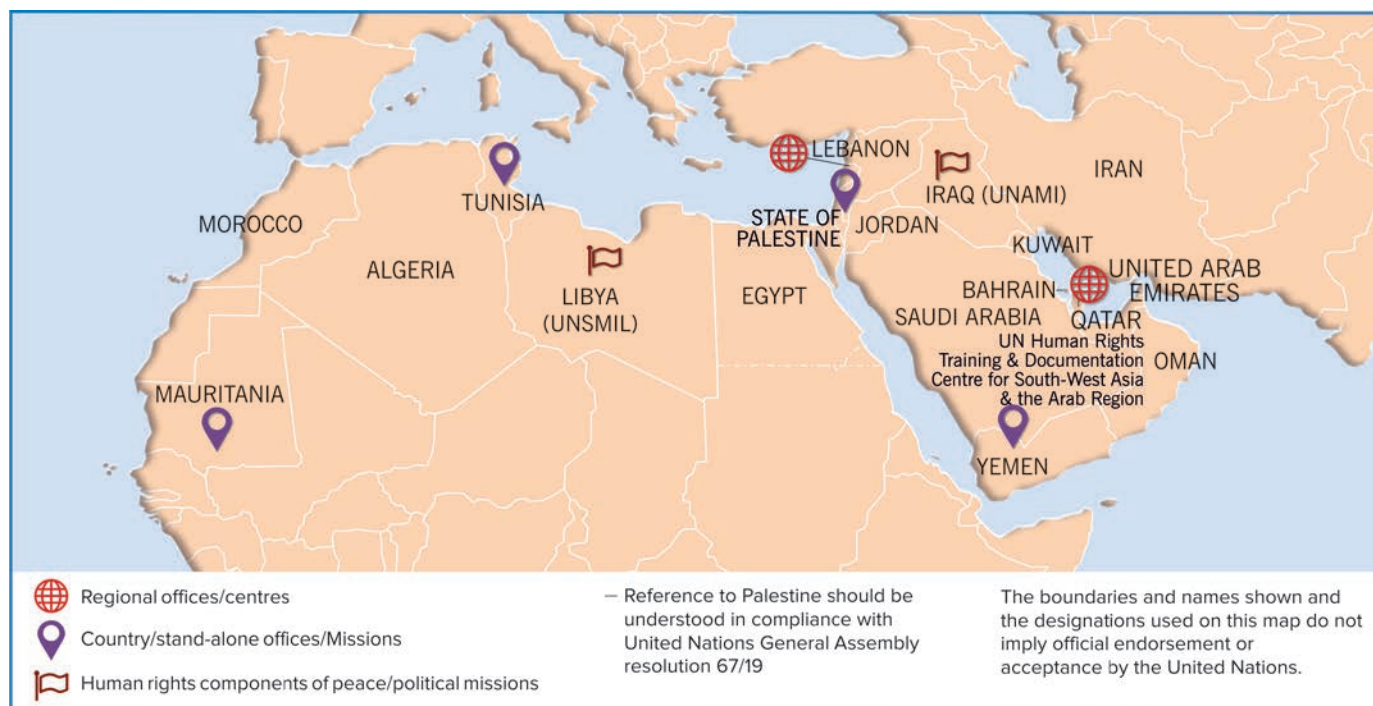 LEBANON
IRAN
IRAQ (UNAMI)
TUNISIA
MOROCCO
STATE OF
PALESTINE
JORDAN
KUWAIT
ALGERIA
UNITED ARAB
EMIRATES
BAHRAIN
EGYPT
LIBYA
(UNSMIL)
SAUDI ARABIA
QATAR
UN Human Rights
Training & Documentation
Centre for South-West Asia
& the Arab Region
OMAN
MAURITANIA
YEMEN
Regional offices/centres
Country/stand-alone offices/Missions
Human rights components of peace/political missions
– Reference to Palestine should be
understood in compliance with
United Nations General Assembly
resolution 67/19
The boundaries and names shown and
the designations used on this map do not
imply official endorsement or
acceptance by the United Nations.